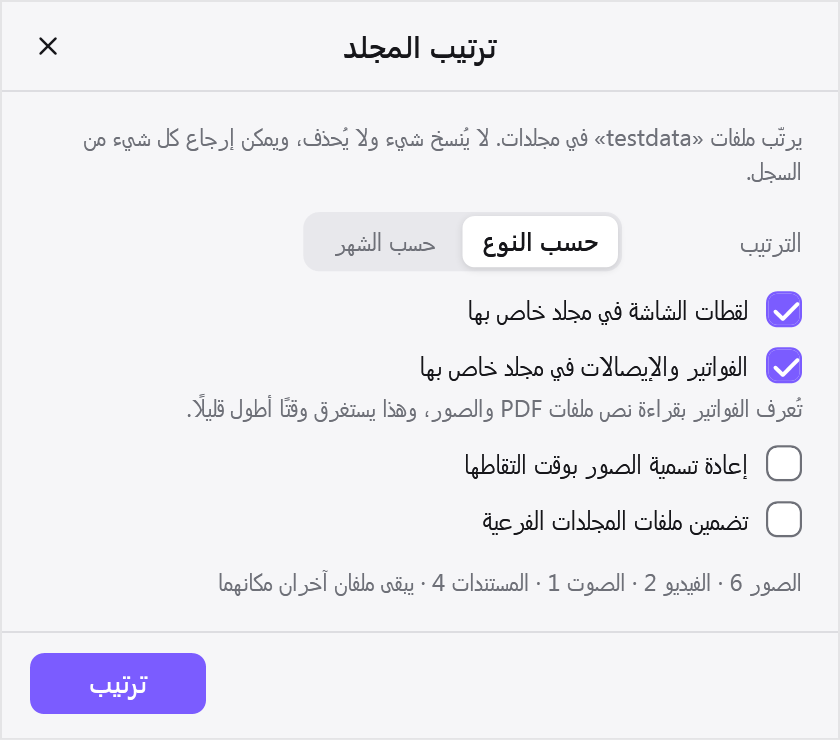 ترتيب المجلد
يرتّب ملفات «testdata» في مجلدات. لا يُنسخ شيء ولا يُحذف، ويمكن إرجاع كل شيء من
السجل.
الترتيب
حسب النوع
حسب الشهر
لقطات الشاشة في مجلد خاص بها
الفواتير والإيصالات في مجلد خاص بها
تُعرف الفواتير بقراءة نص ملفات PDF والصور، وهذا يستغرق وقتًا أطول قليلًا.
إعادة تسمية الصور بوقت التقاطها
تضمين ملفات المجلدات الفرعية
الصور 6 · الفيديو 2 · الصوت 1 · المستندات 4 · يبقى ملفان آخران مكانهما
ترتيب